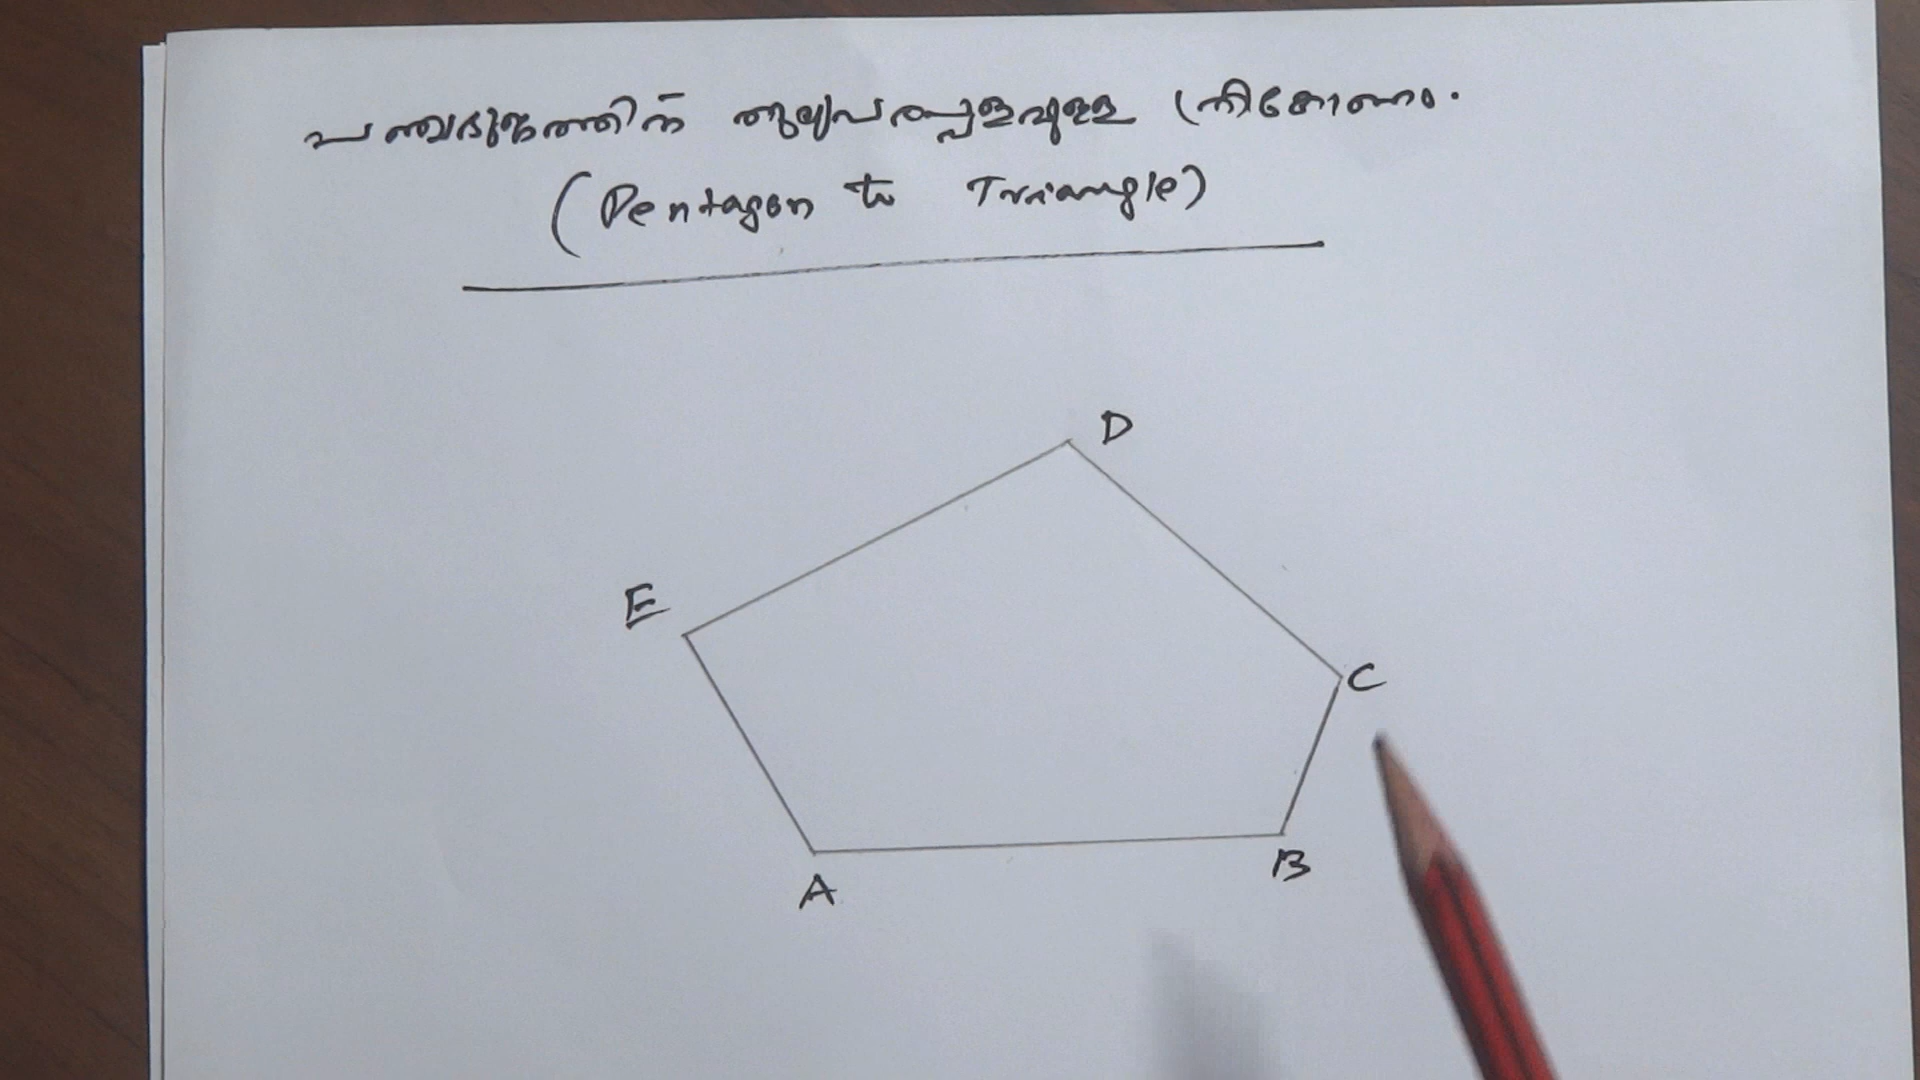 പഞ്ചഭുജത്തിന് തുല്യപരപ്പളവുള്ള ത്രികോണം.
(Pentagon to Triangle)
D
E
C
B
A